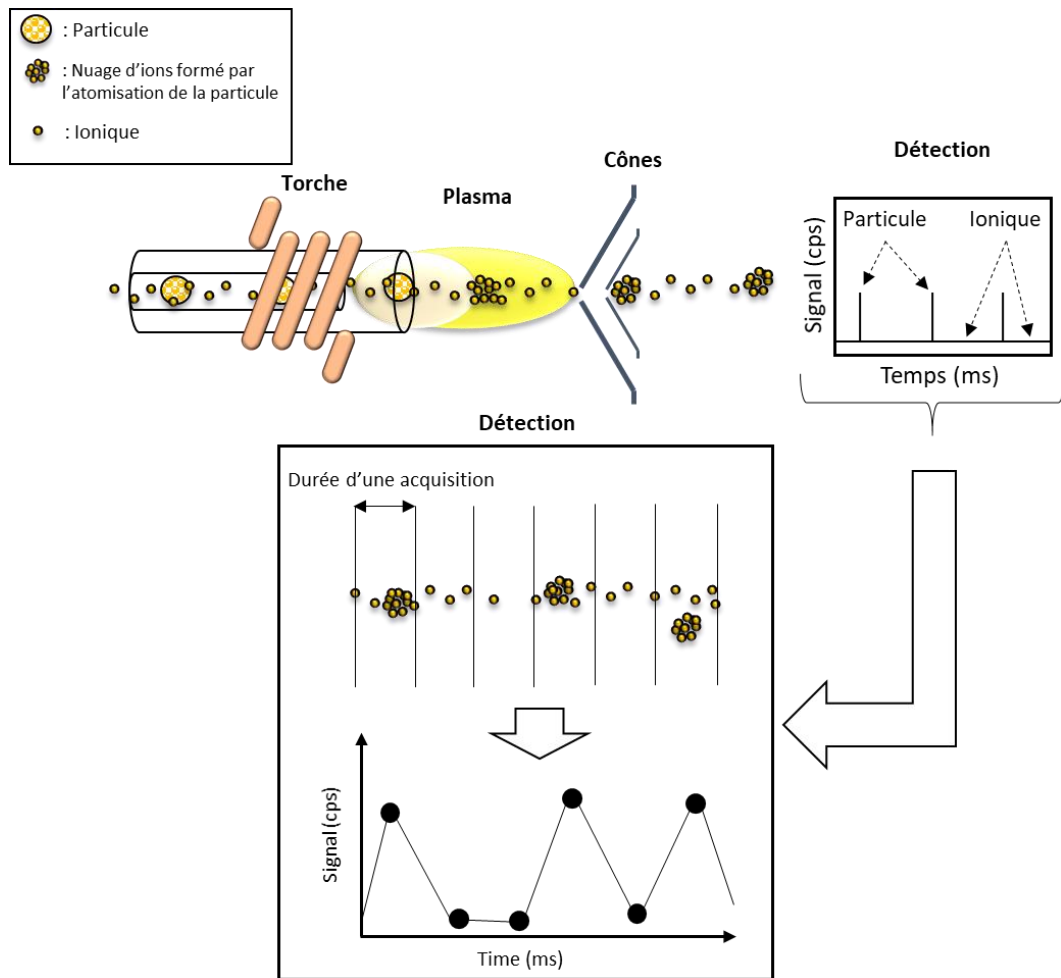 : Particule
: Nuage d'ions formé par
l'atomisation de la particule
: Ionique
Torche
Plasma
Cônes
Détection
Particule
Ionique
Signal (cps)
Temps (ms)
Détection
Durée d'une acquisition
Signal (cps)
Time (ms)